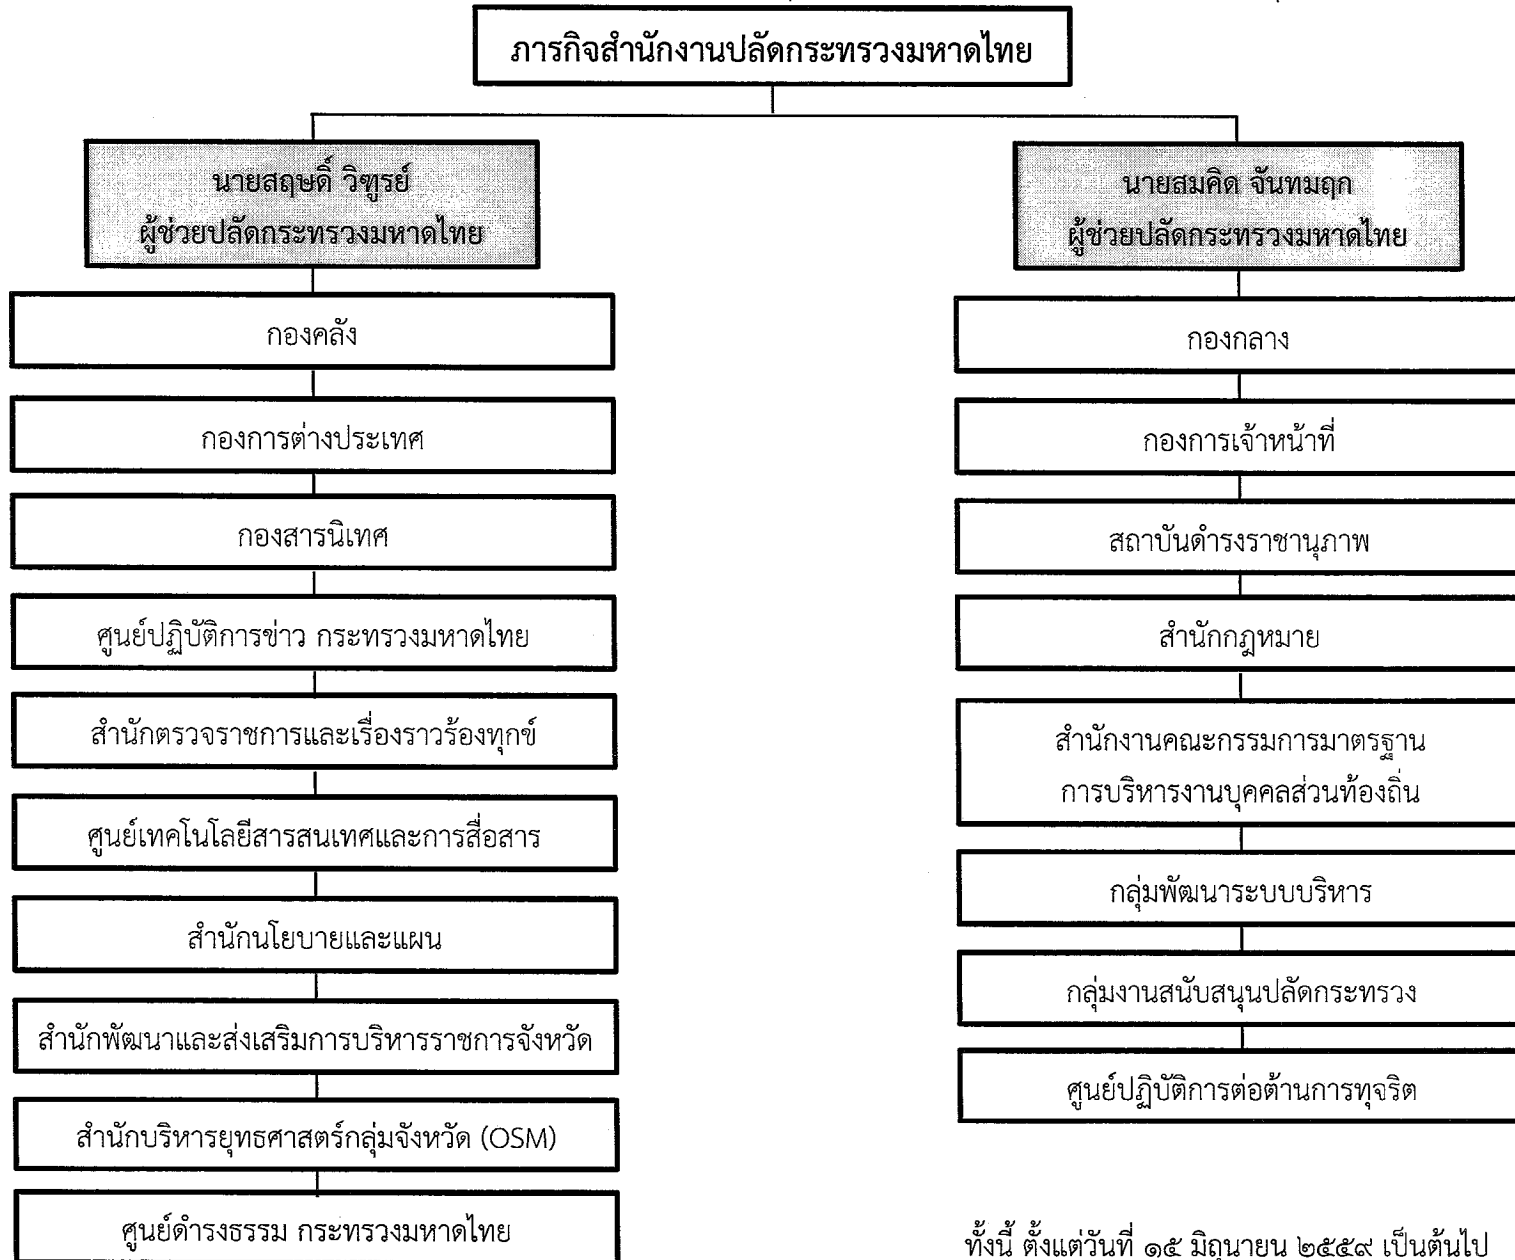 ภารกิจสำนักงานปลัดกระทรวงมหาดไทย
นายสฤษดิ์ วิฑูรย์
ผู้ช่วยปลัดกระทรวงมหาดไทย
กองคลัง
กองการต่างประเทศ
กองสารนิเทศ
ศูนย์ปฏิบัติการข่าว กระทรวงมหาดไทย
สำนักตรวจราชการและเรื่องราวร้องทุกข์
ศูนย์เทคโนโลยีสารสนเทศและการสื่อสาร
สำนักนโยบายและแผน
สำนักพัฒนาและส่งเสริมการบริหารราชการจังหวัด
สำนักบริหารยุทธศาสตร์กลุ่มจังหวัด (OSM)
ศูนย์ดำรงธรรม กระทรวงมหาดไทย
นายสมคิด จันทมฤก
ผู้ช่วยปลัดกระทรวงมหาดไทย
กองกลาง
กองการเจ้าหน้าที่
สถาบันดำรงราชานุภาพ
สำนักกฎหมาย
สำนักงานคณะกรรมการมาตรฐาน
การบริหารงานบุคคลส่วนท้องถิ่น
กลุ่มพัฒนาระบบบริหาร
กลุ่มงานสนับสนุนปลัดกระทรวง
ศูนย์ปฏิบัติการต่อต้านการทุจริต
ทั้งนี้ ตั้งแต่วันที่ ๑๕ มิถุนายน ๒๕๕๙ เป็นต้นไป